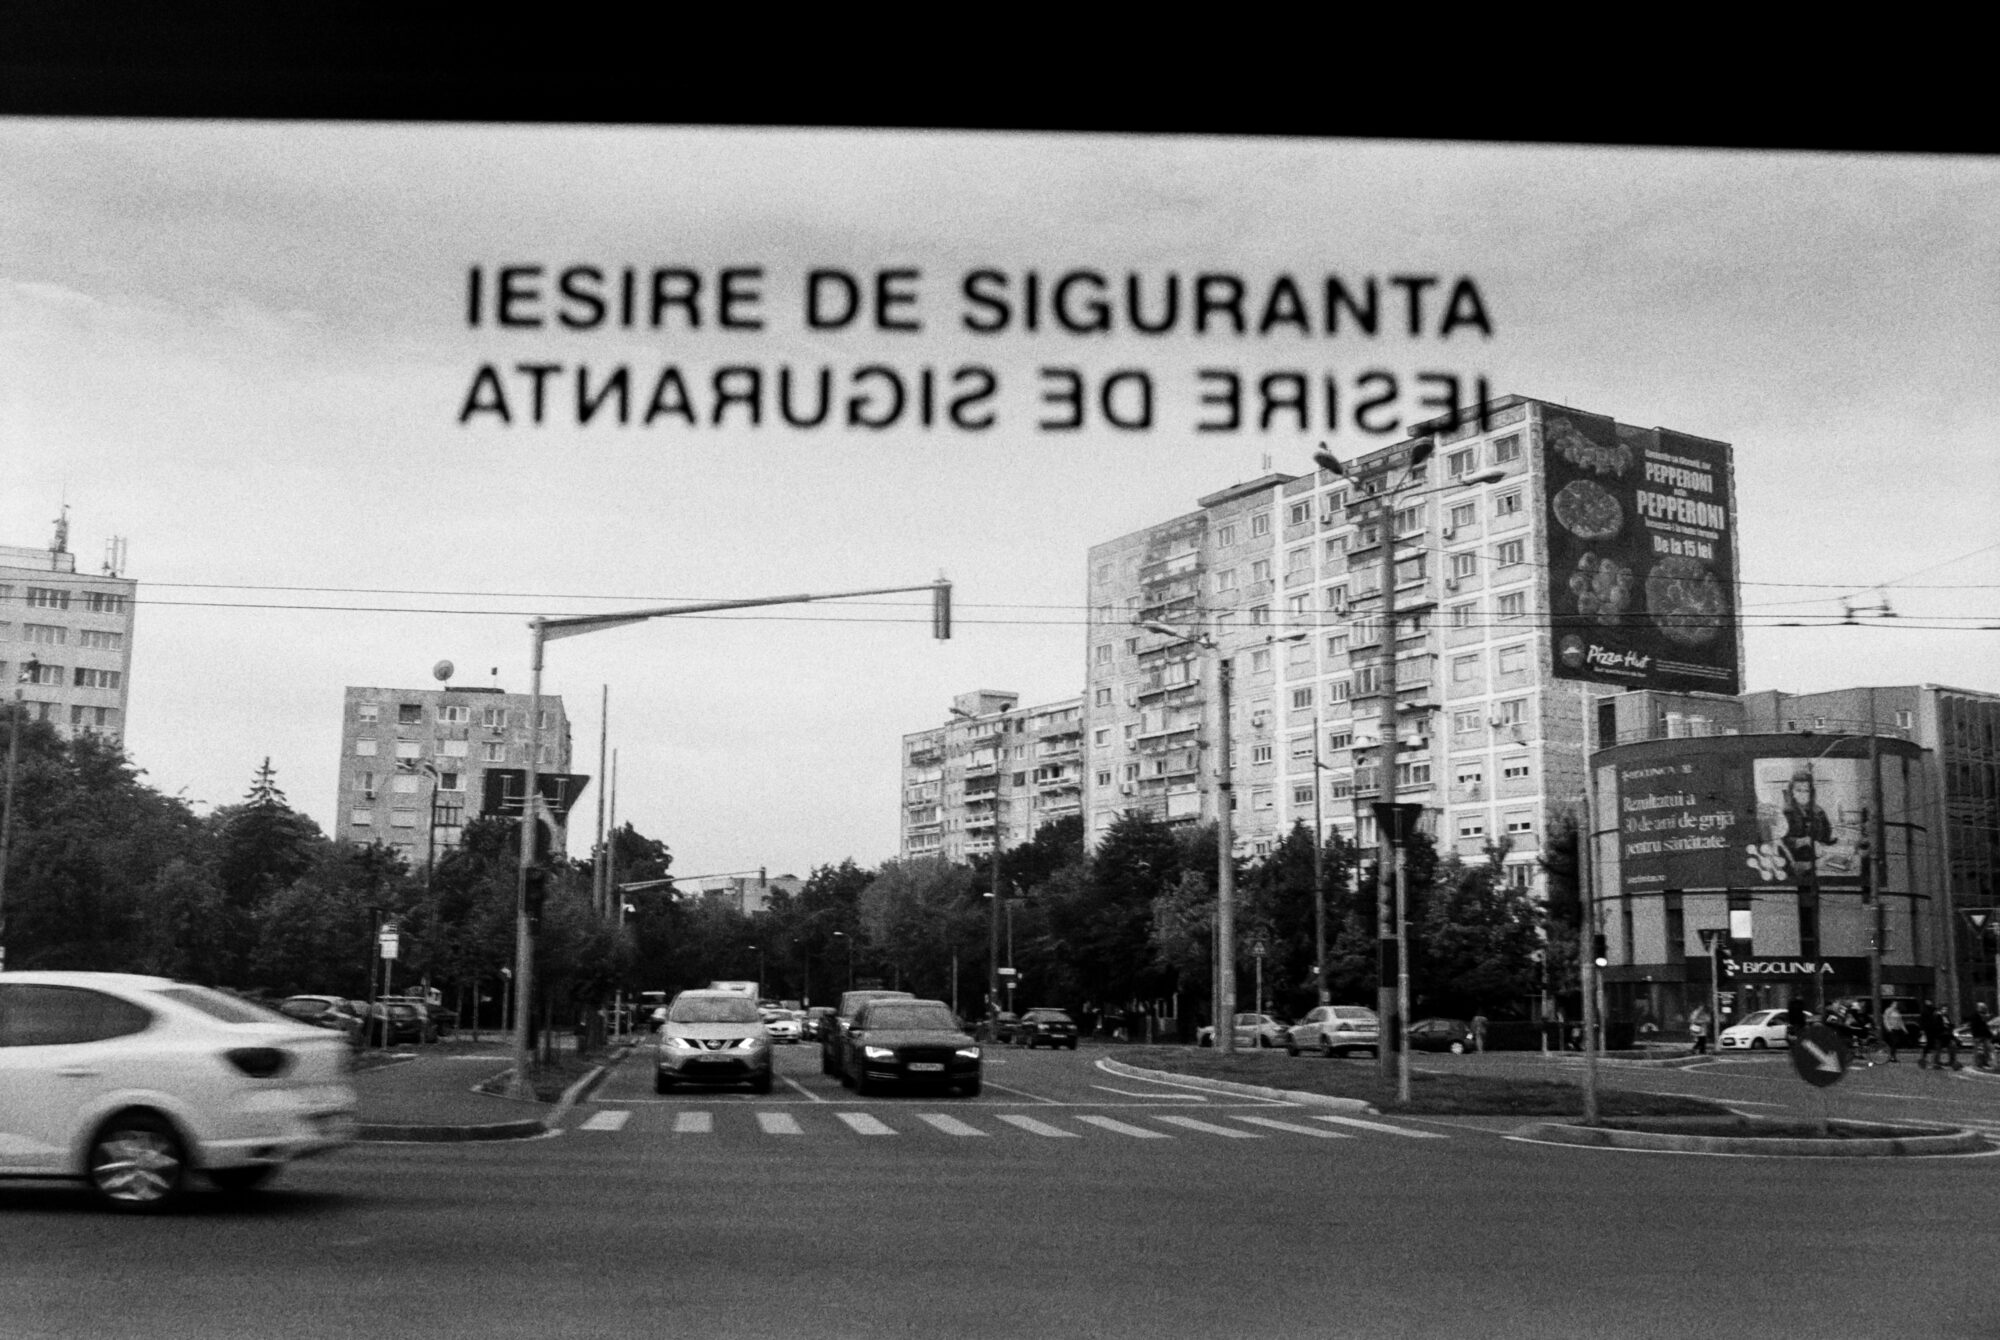 IESIRE DE SIGURANTA
IESIRE DE SIGURANTA
PEPPERONI
PEPPERONI
De la 15 lei
Pizza Hut
BIOCLINICA
Rezultatul a
30 de ani de grijă
pentru sănătate.
BIOCLINICA